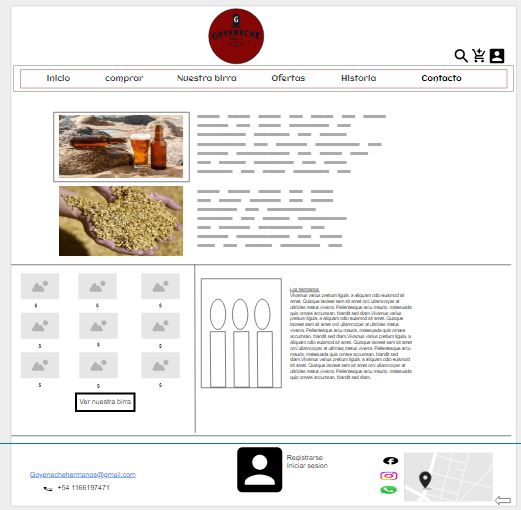 GOYENECHE
Inicio comprar Nuestra birra Ofertas Historia Contacto
$ $ $
$ $ $
$ $ $
Ver nuestra birra
Los hermanos
Vivamus varius pretium ligula, a aliquam odio euismod sit
amet. Quisque laoreet sem sit amet orci ullamcorper at
ultricies metus viverra. Pellentesque arcu mauris, malesuada
quis ornare accumsan, blandit sed diam.Vivamus varius
pretium ligula, a aliquam odio euismod sit amet. Quisque
laoreet sem sit amet orci ullamcorper at ultricies metus
viverra. Pellentesque arcu mauris, malesuada quis ornare
accumsan, blandit sed diam.Vivamus varius pretium ligula, a
aliquam odio euismod sit amet. Quisque laoreet sem sit amet
orci ullamcorper at ultricies metus viverra. Pellentesque arcu
mauris, malesuada quis ornare accumsan, blandit sed
diam.Vivamus varius pretium ligula, a aliquam odio euismod sit
amet. Quisque laoreet sem sit amet orci ullamcorper at
ultricies metus viverra. Pellentesque arcu mauris, malesuada
quis ornare accumsan, blandit sed diam.
Goyenechehermanos@gmail.com
+54 1166197471
Registrarse
Iniciar sesion